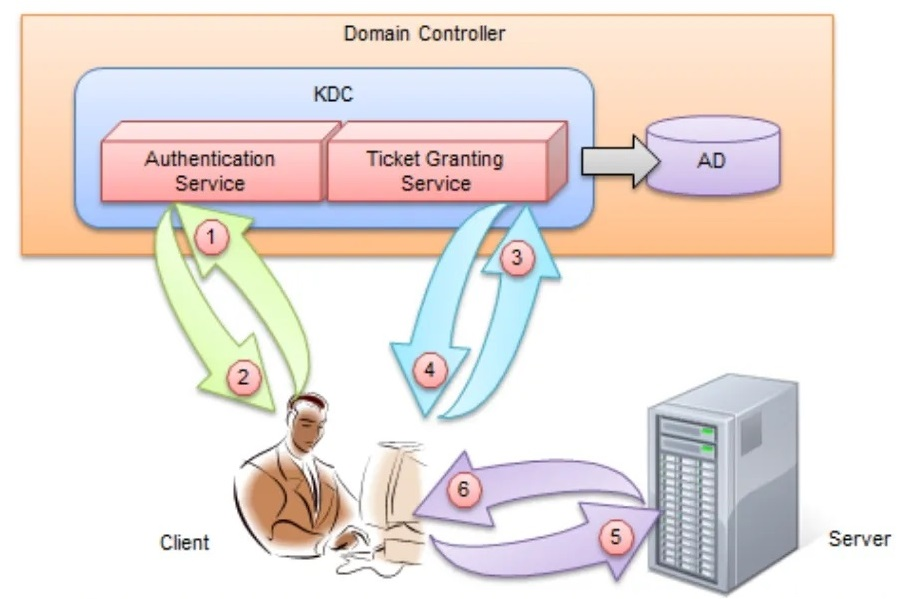 Domain Controller
KDC
Authentication
Service
Ticket Granting
Service
AD
1
3
2
4
6
5
Client
Server